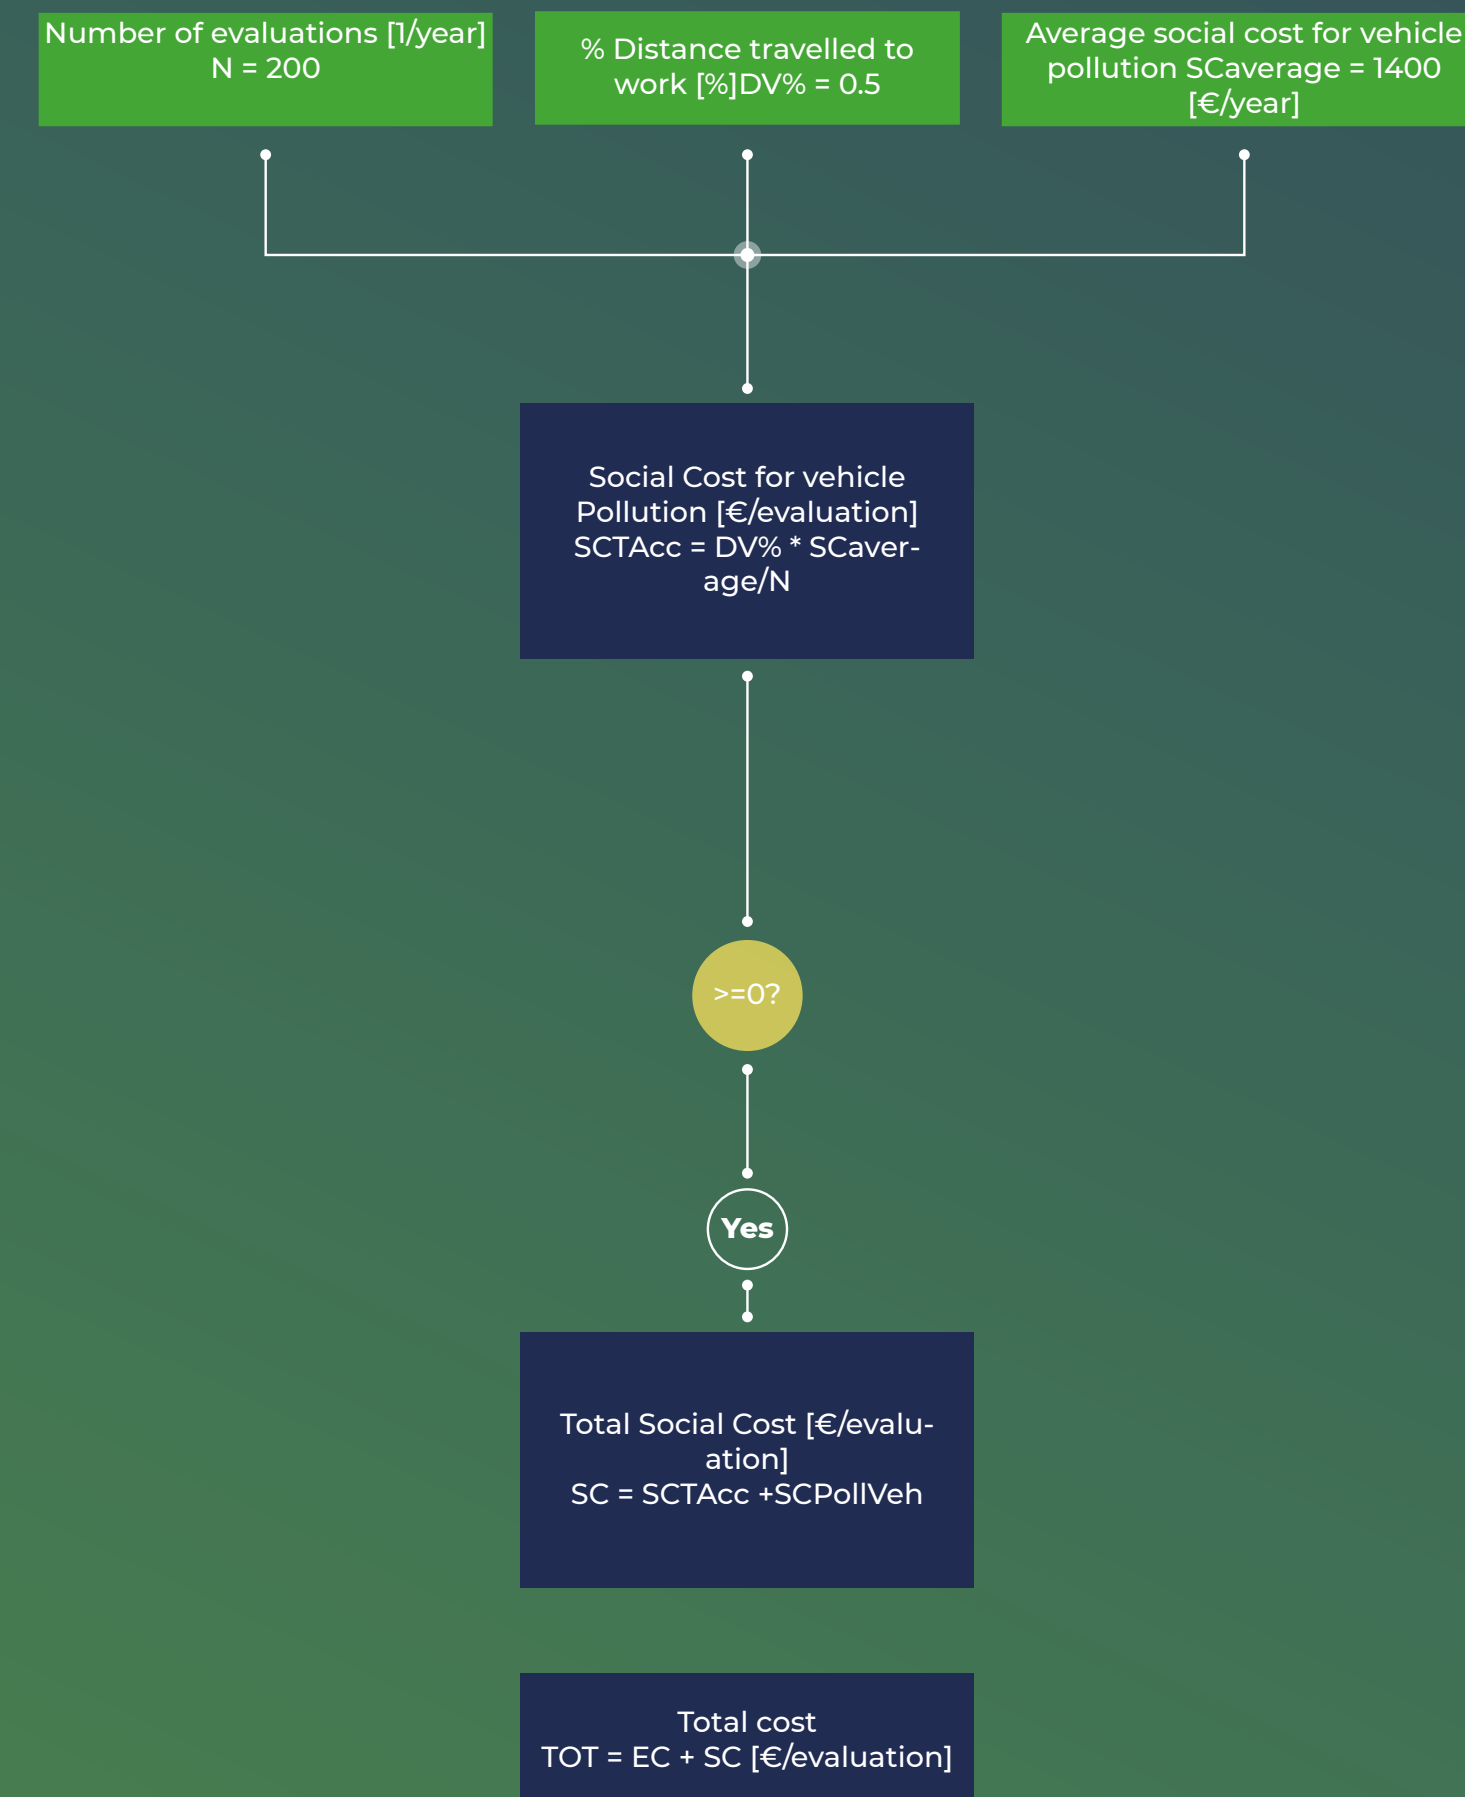 Number of evaluations [1/year]
N = 200
% Distance travelled to
work [%]DV% = 0.5
Average social cost for vehicle
pollution SCaverage = 1400
[€/year]
Social Cost for vehicle
Pollution [€/evaluation]
SCTAcc = DV% * SCaver-
age/N
>=0?
Yes
Total Social Cost [€/evalu-
ation]
SC = SCTAcc +SCPollVeh
Total cost
TOT = EC + SC [€/evaluation]